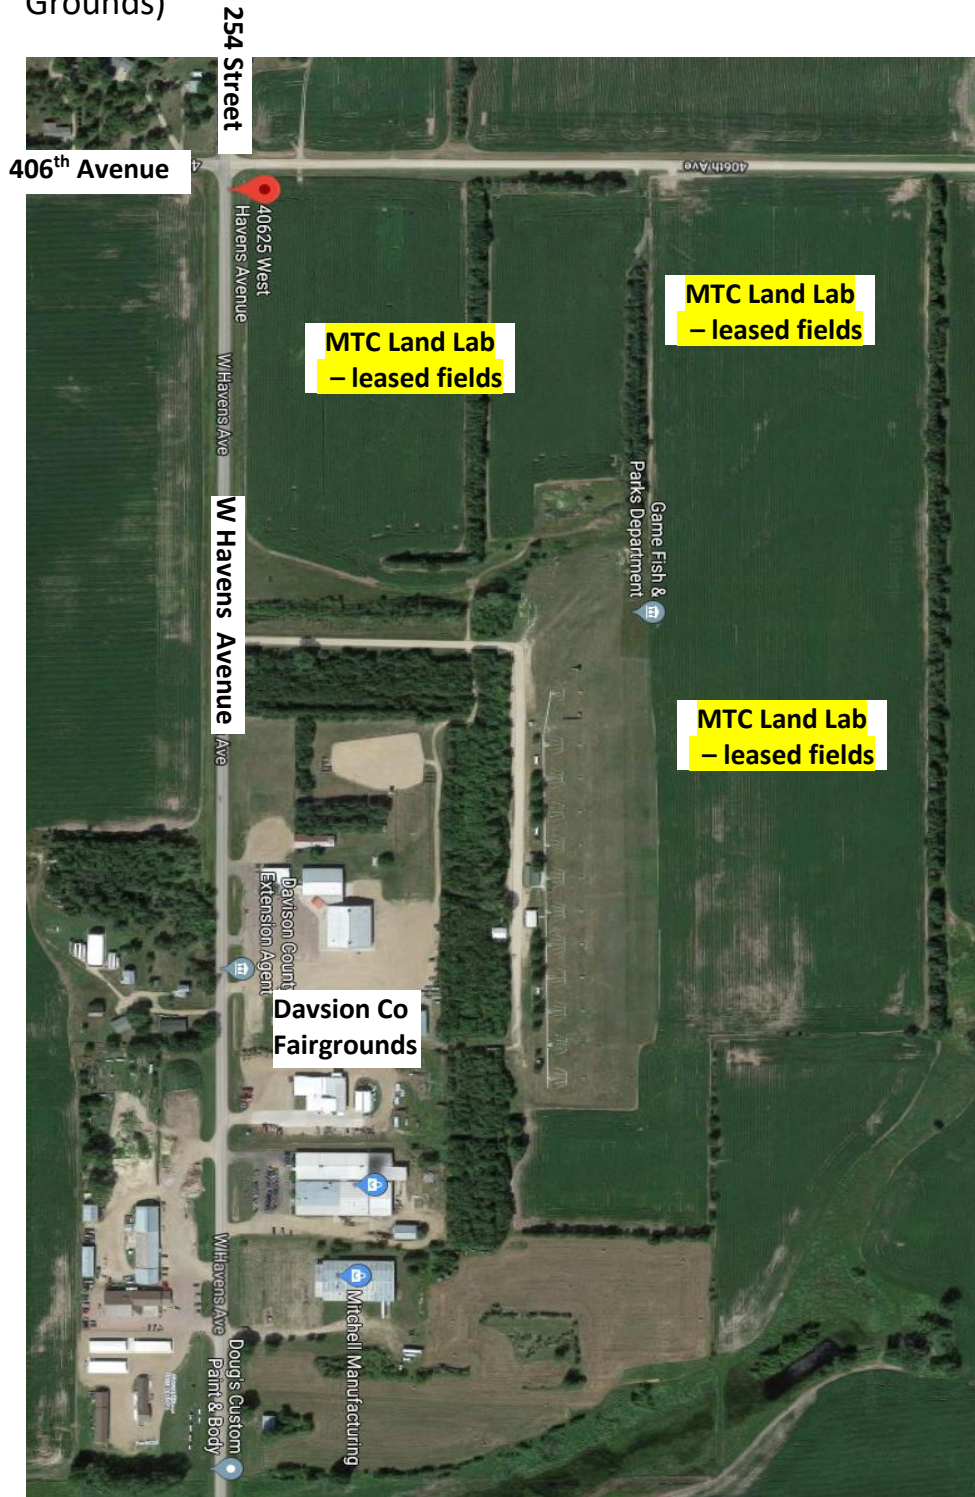 Grounds)
254 Street
406th Avenue
406th Ave
40625 West
Havens Avenue
MTC Land Lab
– leased fields
MTC Land Lab
– leased fields
W Havens Ave
Game Fish &
Parks Department
W Havens Avenue
Ave
MTC Land Lab
– leased fields
Davison County
Extension Agent
Davsion Co
Fairgrounds
W Havens Ave
Mitchell Manufacturing
Doug's Custom
Paint & Body